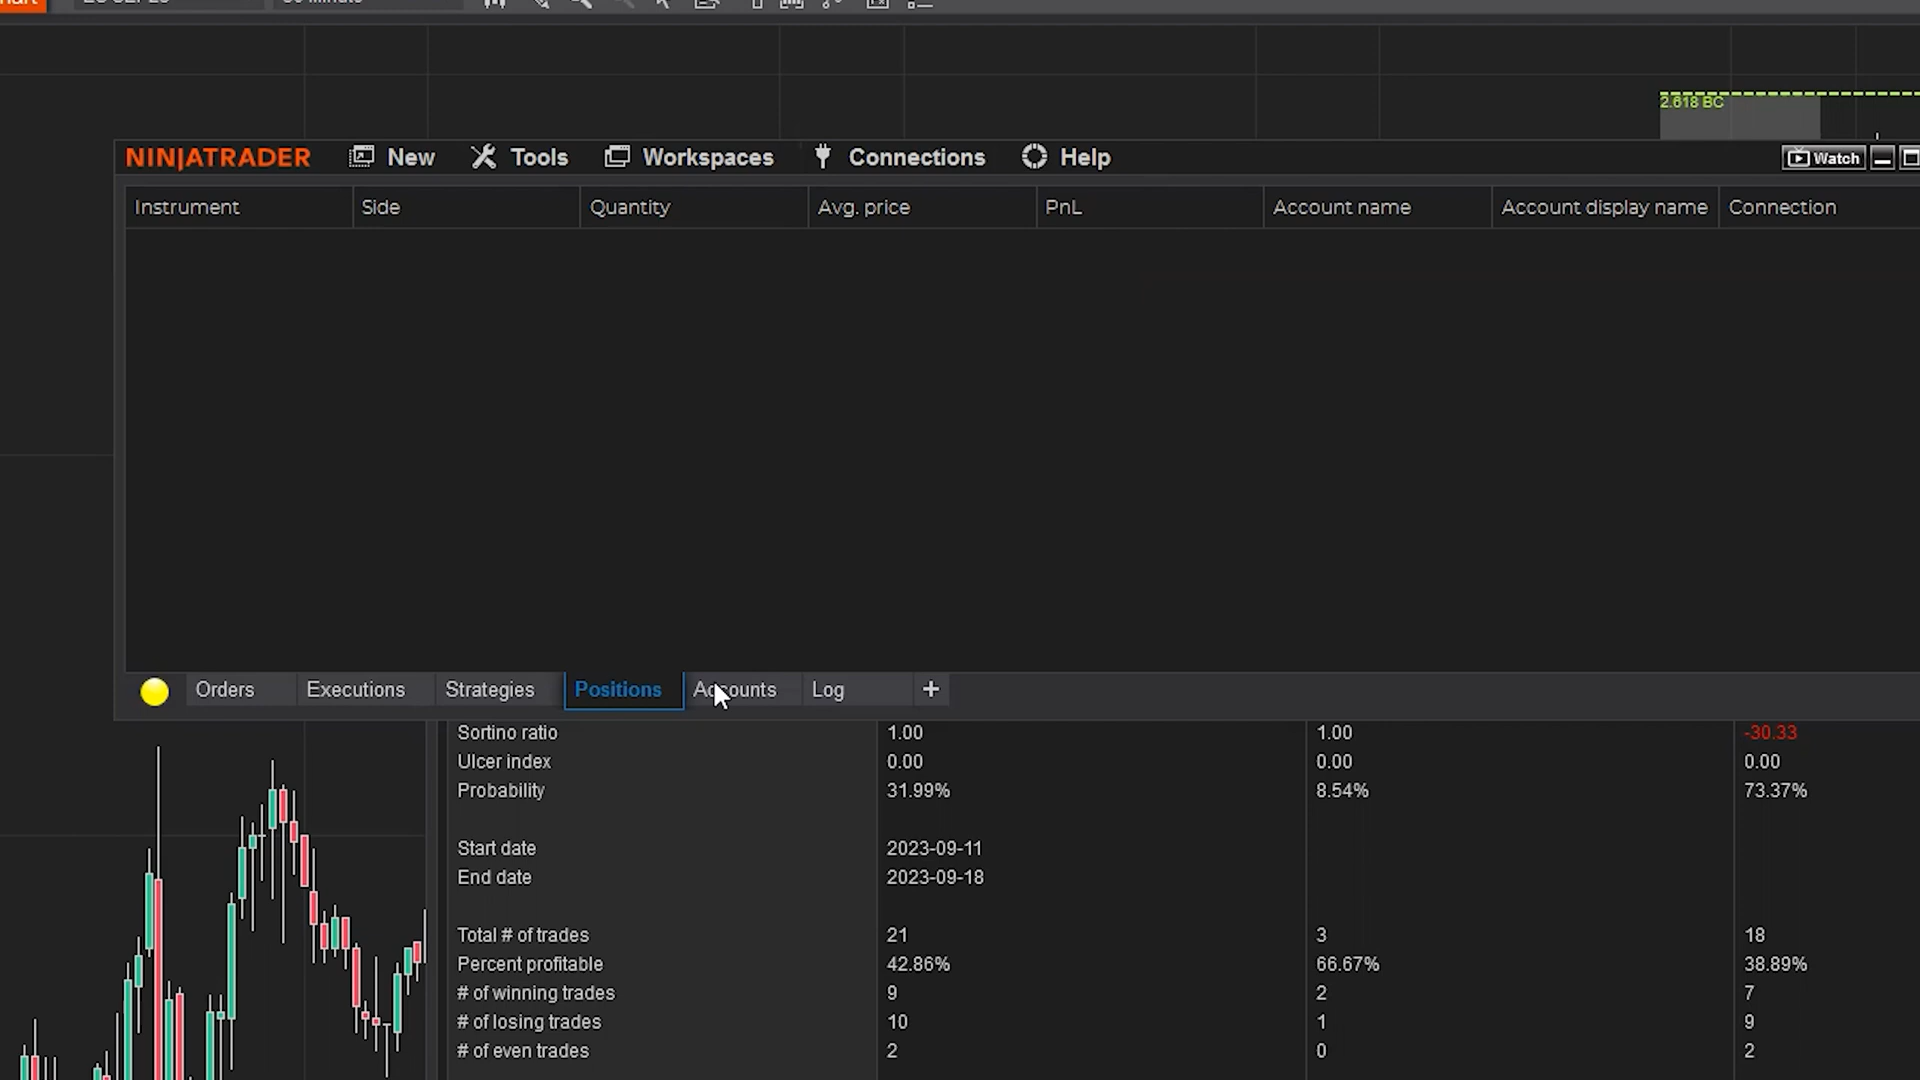 2.618 BC
NINJATRADER New Tools Workspaces Connections Help Watch
Instrument Side Quantity Avg. price PnL Account name Account display name Connection
Orders Executions Strategies Positions Accounts Log +
Sortino ratio 1.00 1.00 -30.33
Ulcer index 0.00 0.00 0.00
Probability 31.99% 8.54% 73.37%
Start date 2023-09-11
End date 2023-09-18
Total # of trades 21 3 18
Percent profitable 42.86% 66.67% 38.89%
# of winning trades 9 2 7
# of losing trades 10 1 9
# of even trades 2 0 2